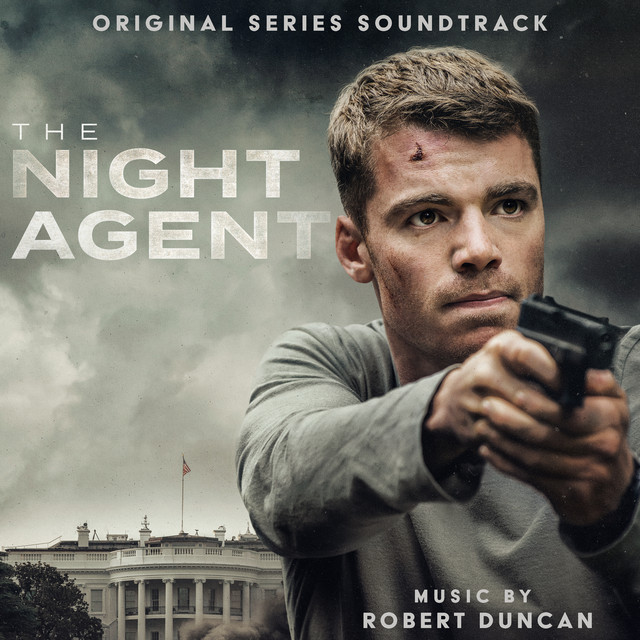 ORIGINAL SERIES SOUNDTRACK
THE
NIGHT
AGENT
MUSIC BY
ROBERT DUNCAN